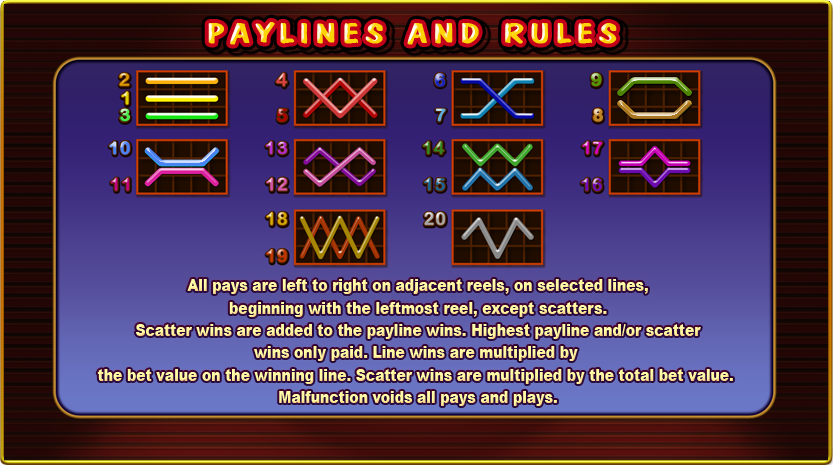 PAYLINES AND RULES
2 4 6 9
1
3 5 7 8
10 13 14 17
11 12 15 16
18 20
19
All pays are left to right on adjacent reels, on selected lines,
beginning with the leftmost reel, except scatters.
Scatter wins are added to the payline wins. Highest payline and/or scatter
wins only paid. Line wins are multiplied by
the bet value on the winning line. Scatter wins are multiplied by the total bet value.
Malfunction voids all pays and plays.